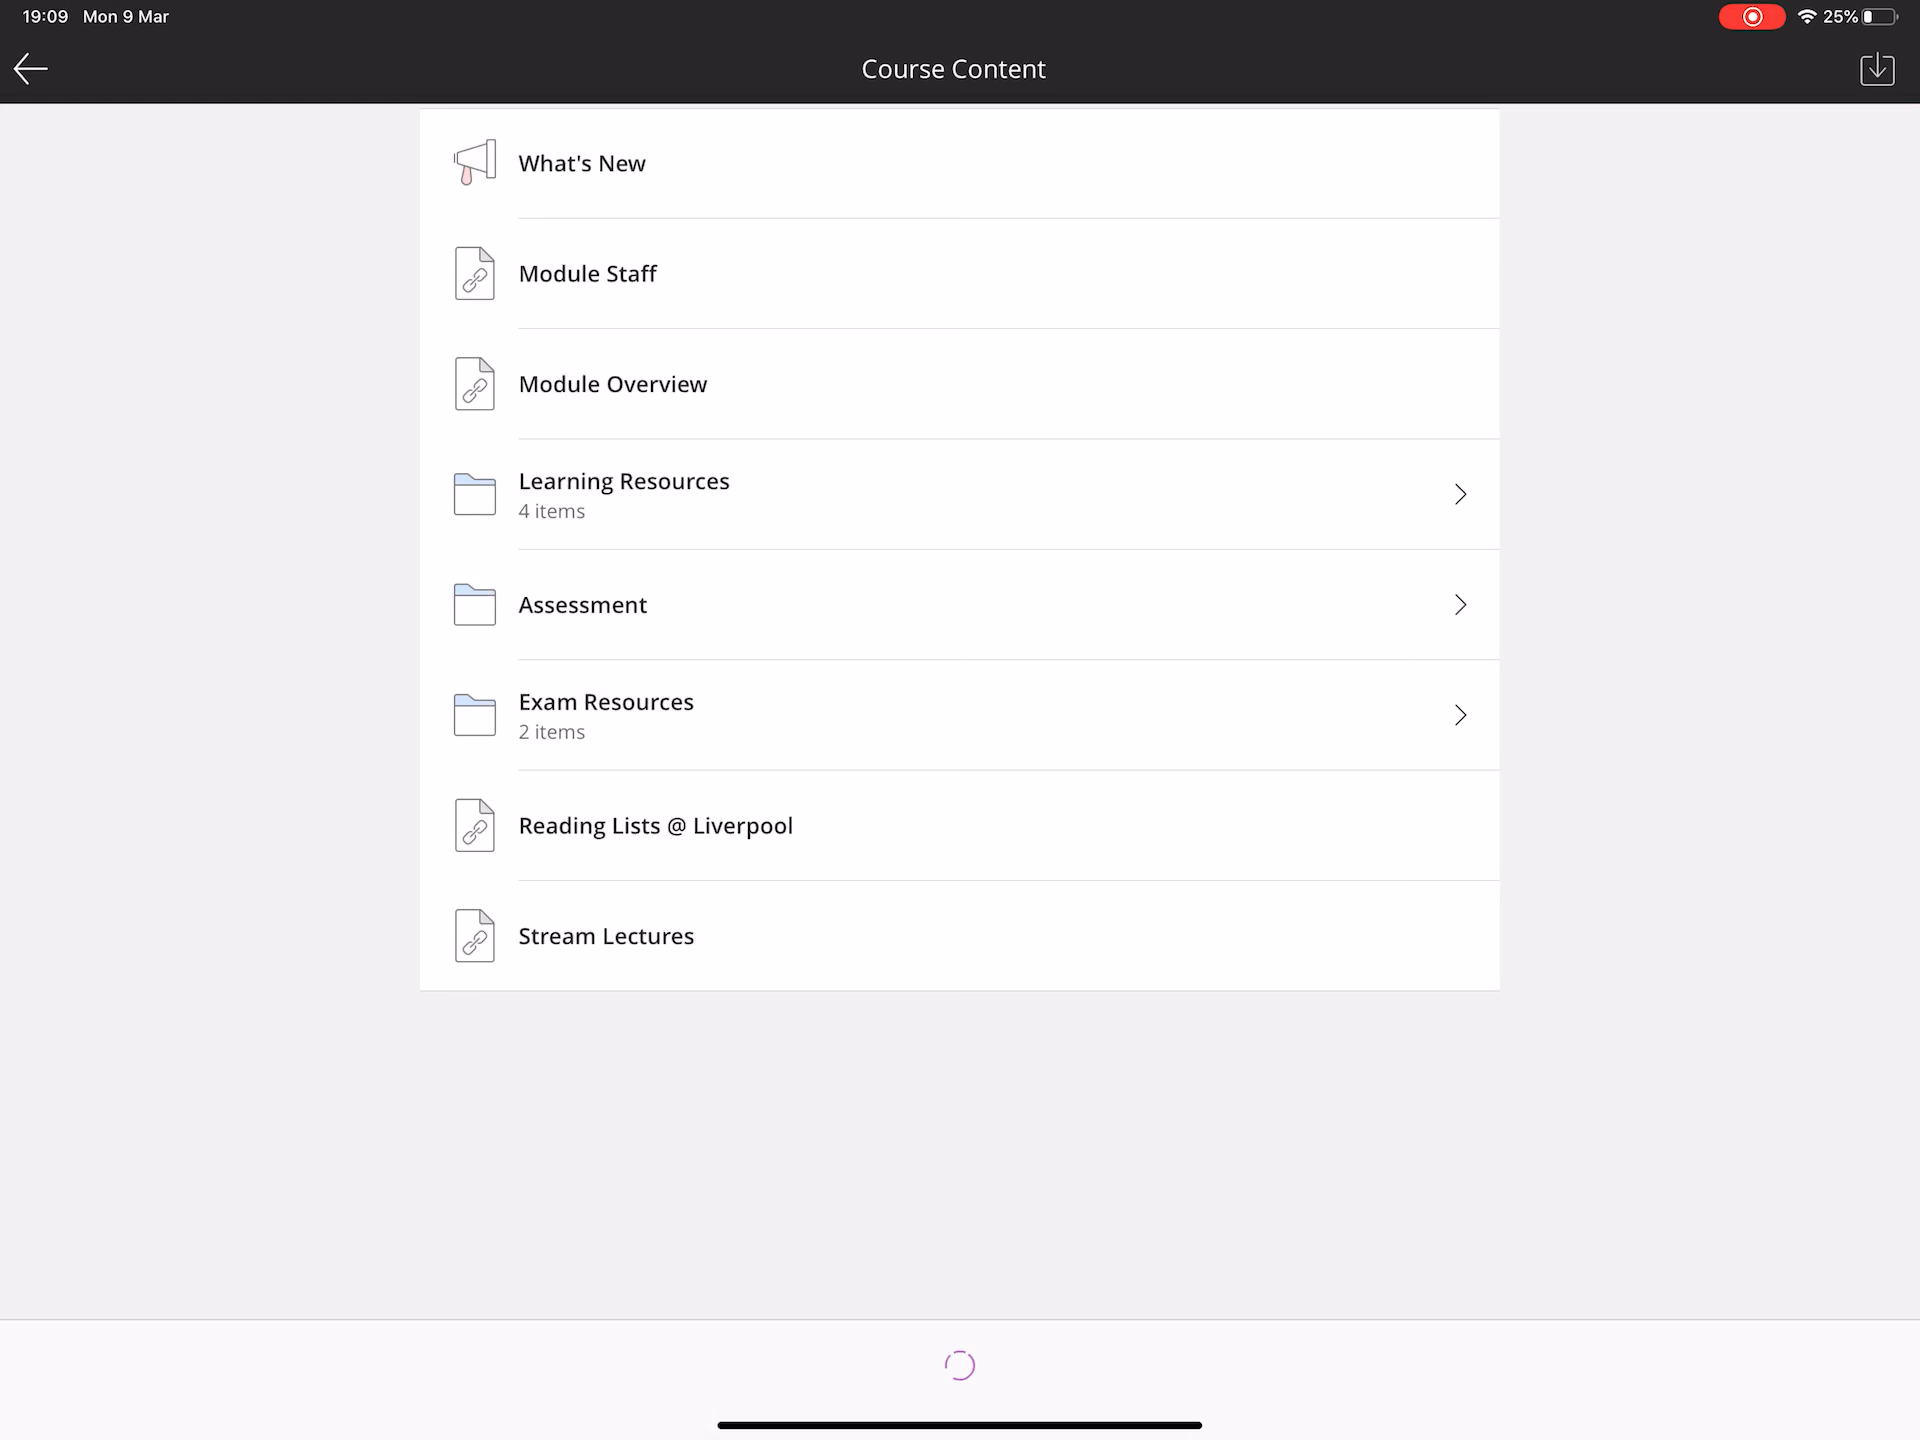 19:09 Mon 9 Mar 25%
Course Content
What's New
Module Staff
Module Overview
Learning Resources
4 items
Assessment
Exam Resources
2 items
Reading Lists @ Liverpool
Stream Lectures